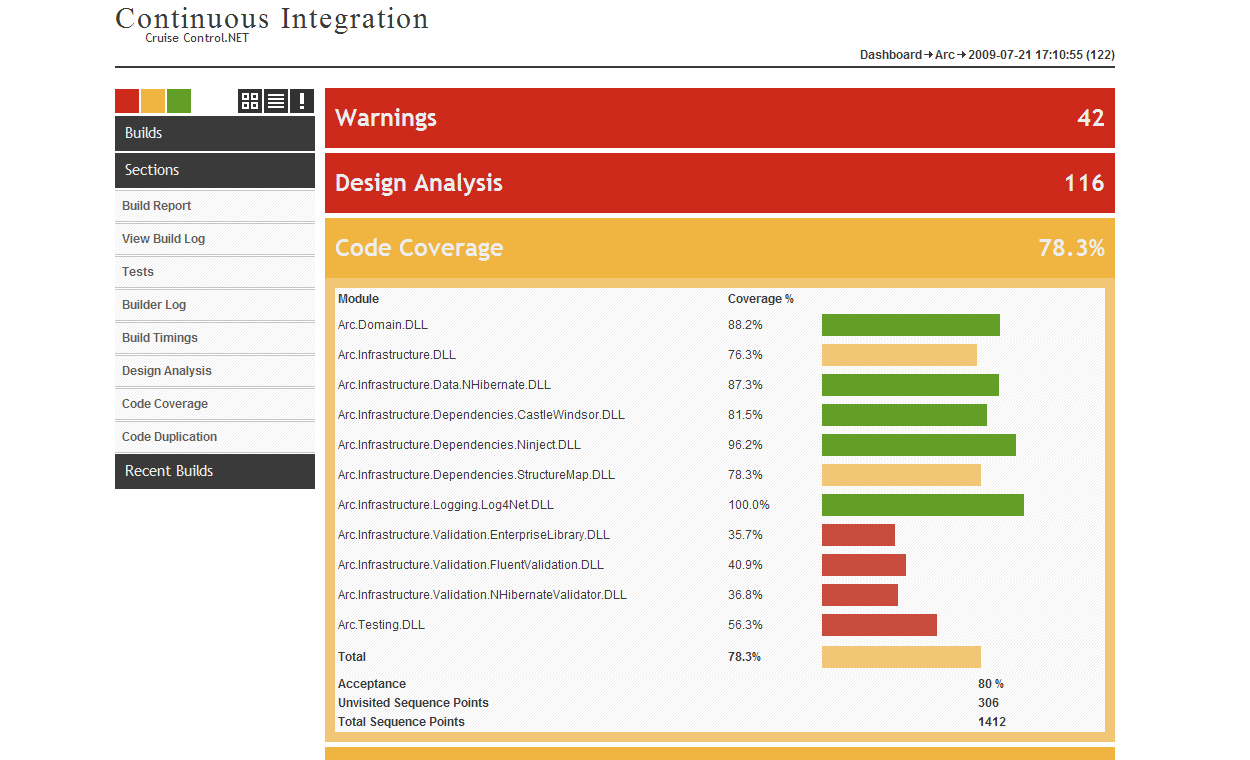 Continuous Integration
Cruise Control.NET
Dashboard➔Arc➔2009-07-21 17:10:55 (122)
Builds
Sections
Build Report
View Build Log
Tests
Builder Log
Build Timings
Design Analysis
Code Coverage
Code Duplication
Recent Builds
Warnings 42
Design Analysis 116
Code Coverage 78.3%
Module Coverage %
Arc.Domain.DLL 88.2%
Arc.Infrastructure.DLL 76.3%
Arc.Infrastructure.Data.NHibernate.DLL 87.3%
Arc.Infrastructure.Dependencies.CastleWindsor.DLL 81.5%
Arc.Infrastructure.Dependencies.Ninject.DLL 96.2%
Arc.Infrastructure.Dependencies.StructureMap.DLL 78.3%
Arc.Infrastructure.Logging.Log4Net.DLL 100.0%
Arc.Infrastructure.Validation.EnterpriseLibrary.DLL 35.7%
Arc.Infrastructure.Validation.FluentValidation.DLL 40.9%
Arc.Infrastructure.Validation.NHibernateValidator.DLL 36.8%
Arc.Testing.DLL 56.3%
Total 78.3%
Acceptance 80 %
Unvisited Sequence Points 306
Total Sequence Points 1412